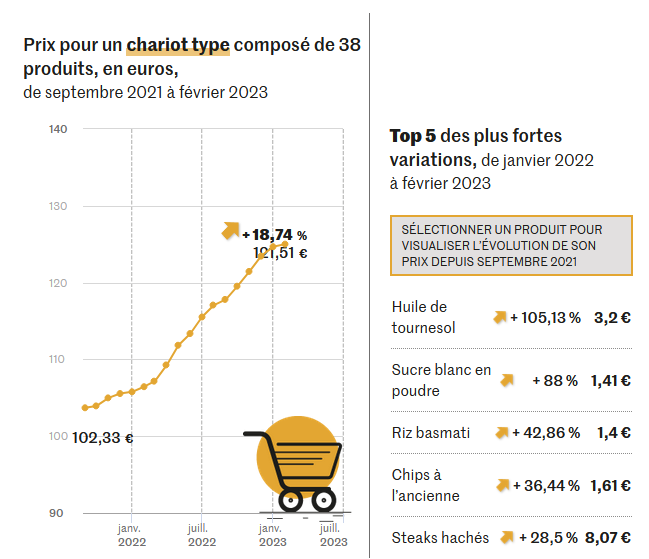 Prix pour un chariot type composé de 38
produits, en euros,
de septembre 2021 à février 2023
140
130
+ 18,74 %
121,51 €
120
110
100
102,33 €
90
janv.
2022
juill.
2022
janv.
2023
juill.
2023
Top 5 des plus fortes
variations, de janvier 2022
à février 2023
SÉLECTIONNER UN PRODUIT POUR
VISUALISER L'ÉVOLUTION DE SON
PRIX DEPUIS SEPTEMBRE 2021
Huile de
tournesol
+ 105,13 % 3,2 €
Sucre blanc en
poudre
+ 88 % 1,41 €
Riz basmati + 42,86 % 1,4 €
Chips à
l'ancienne
+ 36,44 % 1,61 €
Steaks hachés + 28,5 % 8,07 €